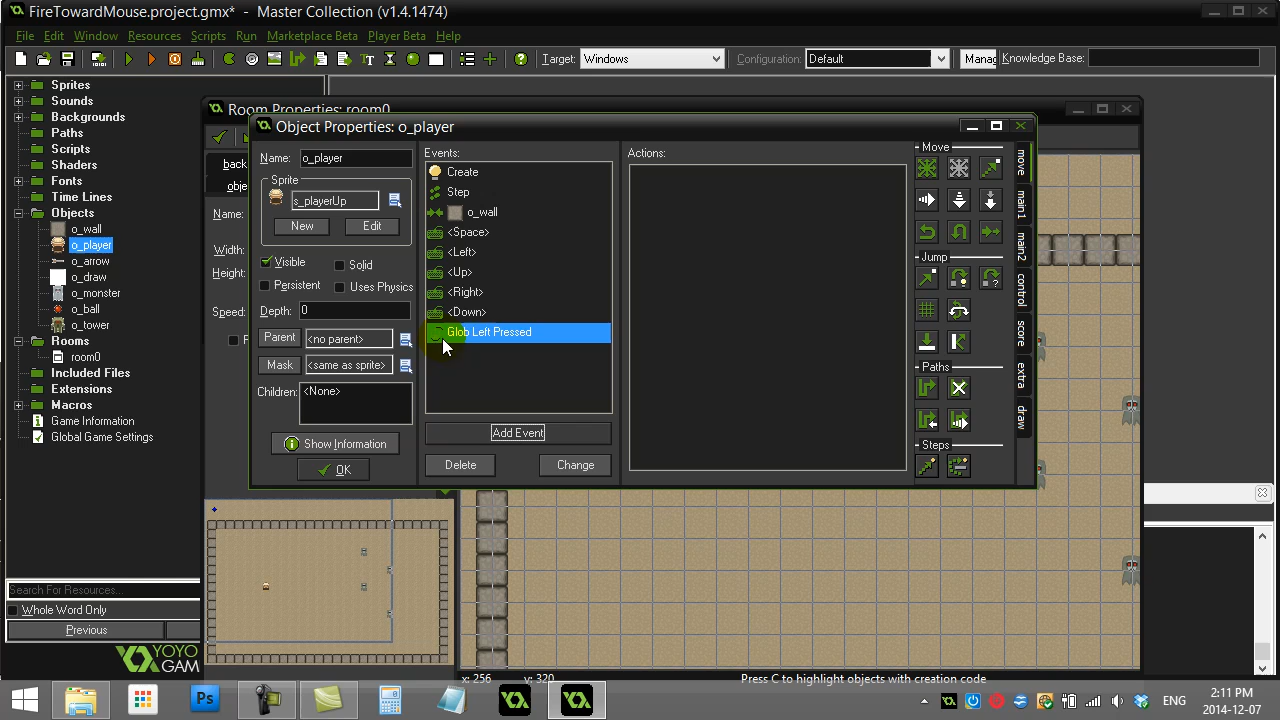 FireTowardMouse.project.gmx* - Master Collection (v1.4.1474)
File Edit Window Resources Scripts Run Marketplace Beta Player Beta Help
Target: Windows Configuration: Default Manag Knowledge Base:
Sprites
Sounds
Backgrounds
Paths
Scripts
Shaders
Fonts
Time Lines
Objects
o_wall
o_player
o_arrow
o_draw
o_monster
o_ball
o_tower
Rooms
room0
Included Files
Extensions
Macros
Game Information
Global Game Settings
Search For Resources...
Whole Word Only
Previous
YOYO
GAM
Room Properties: room0
back
obje
Name:
Width:
Height:
Speed:
Object Properties: o_player
Name: o_player
Sprite
s_playerUp
New Edit
Visible Solid
Persistent Uses Physics
Depth: 0
Parent <no parent>
Mask <same as sprite>
Children: <None>
Show Information
OK
Events:
Create
Step
o_wall
<Space>
<Left>
<Up>
<Right>
<Down>
Glob Left Pressed
Add Event
Delete Change
Actions:
Move
Jump
Paths
Steps
move
main1
main2
control
score
extra
draw
x: 256 y: 320 Press C to highlight objects with creation code
Ps
ENG
2:11 PM
2014-12-07